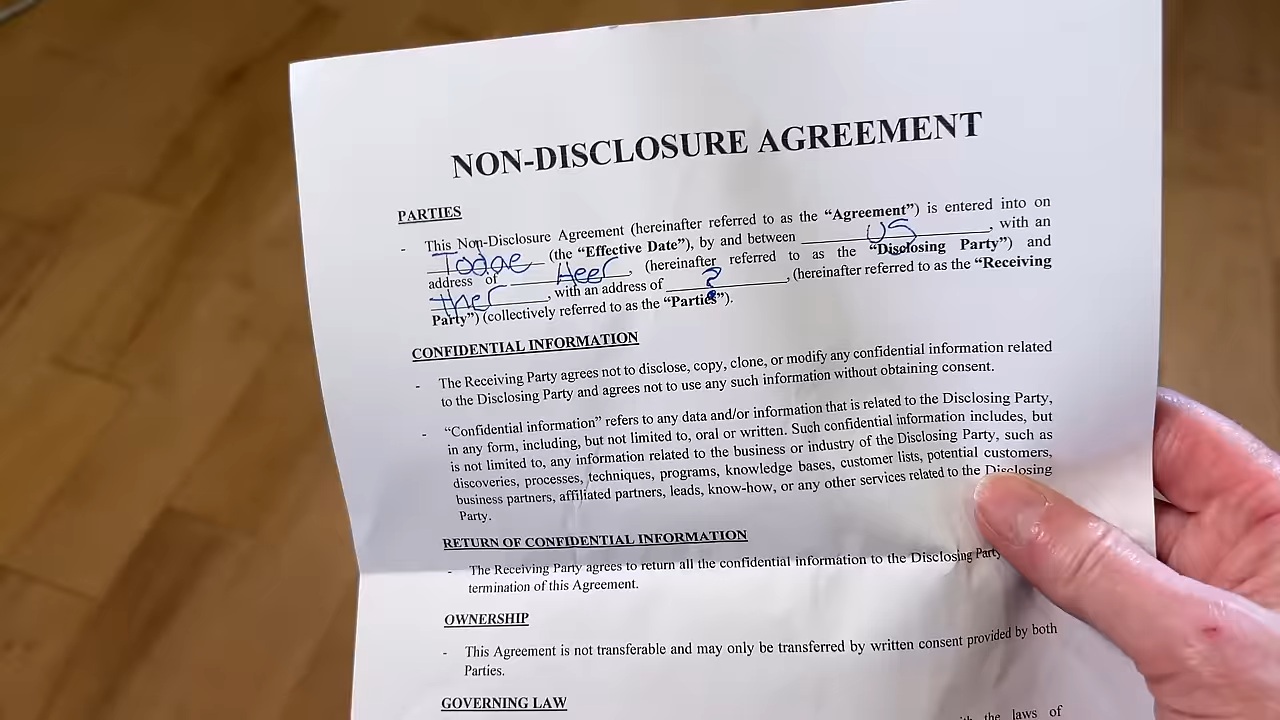 NON-DISCLOSURE AGREEMENT
PARTIES
- This Non-Disclosure Agreement (hereinafter referred to as the “Agreement”) is entered into on
Todae (the “Effective Date”), by and between US, with an
address of Heer, (hereinafter referred to as the “Disclosing Party”) and
ther, with an address of ?, (hereinafter referred to as the “Receiving
Party”) (collectively referred to as the “Parties”).
CONFIDENTIAL INFORMATION
- The Receiving Party agrees not to disclose, copy, clone, or modify any confidential information related
to the Disclosing Party and agrees not to use any such information without obtaining consent.
- “Confidential information” refers to any data and/or information that is related to the Disclosing Party,
in any form, including, but not limited to, oral or written. Such confidential information includes, but
is not limited to, any information related to the business or industry of the Disclosing Party, such as
discoveries, processes, techniques, programs, knowledge bases, customer lists, potential customers,
business partners, affiliated partners, leads, know-how, or any other services related to the Disclosing
Party.
RETURN OF CONFIDENTIAL INFORMATION
- The Receiving Party agrees to return all the confidential information to the Disclosing Party
termination of this Agreement.
OWNERSHIP
- This Agreement is not transferable and may only be transferred by written consent provided by both
Parties.
GOVERNING LAW
the laws of